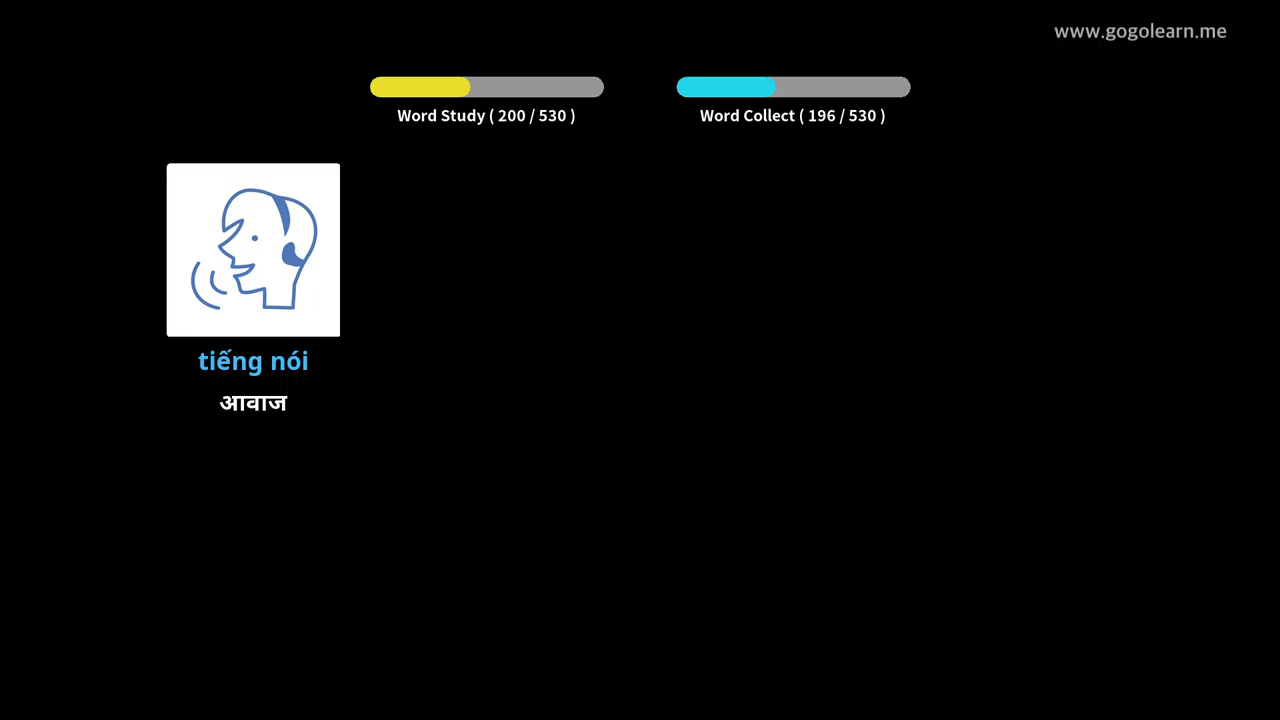 www.gogolearn.me
Word Study ( 200 / 530 )
Word Collect ( 196 / 530 )
tiếng nói
आवाज